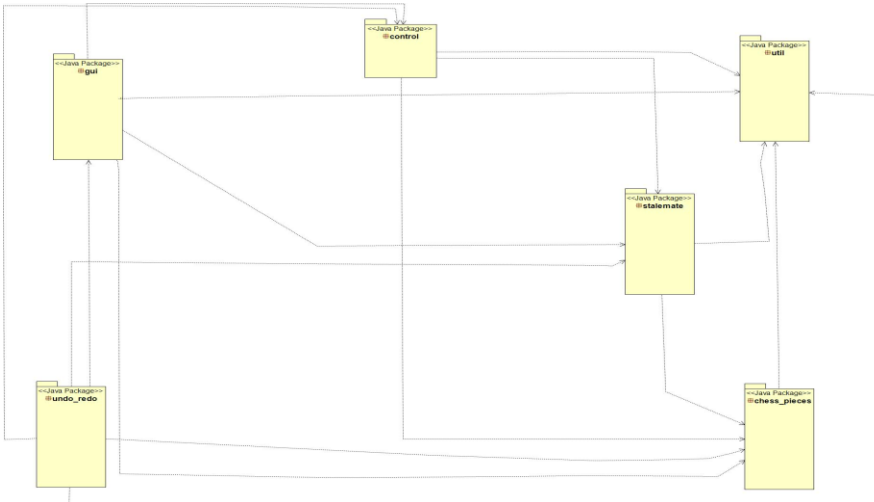 <<Java Package>>
control
<<Java Package>>
util
<<Java Package>>
gui
<<Java Package>>
stalemate
<<Java Package>>
undo_redo
<<Java Package>>
chess_pieces